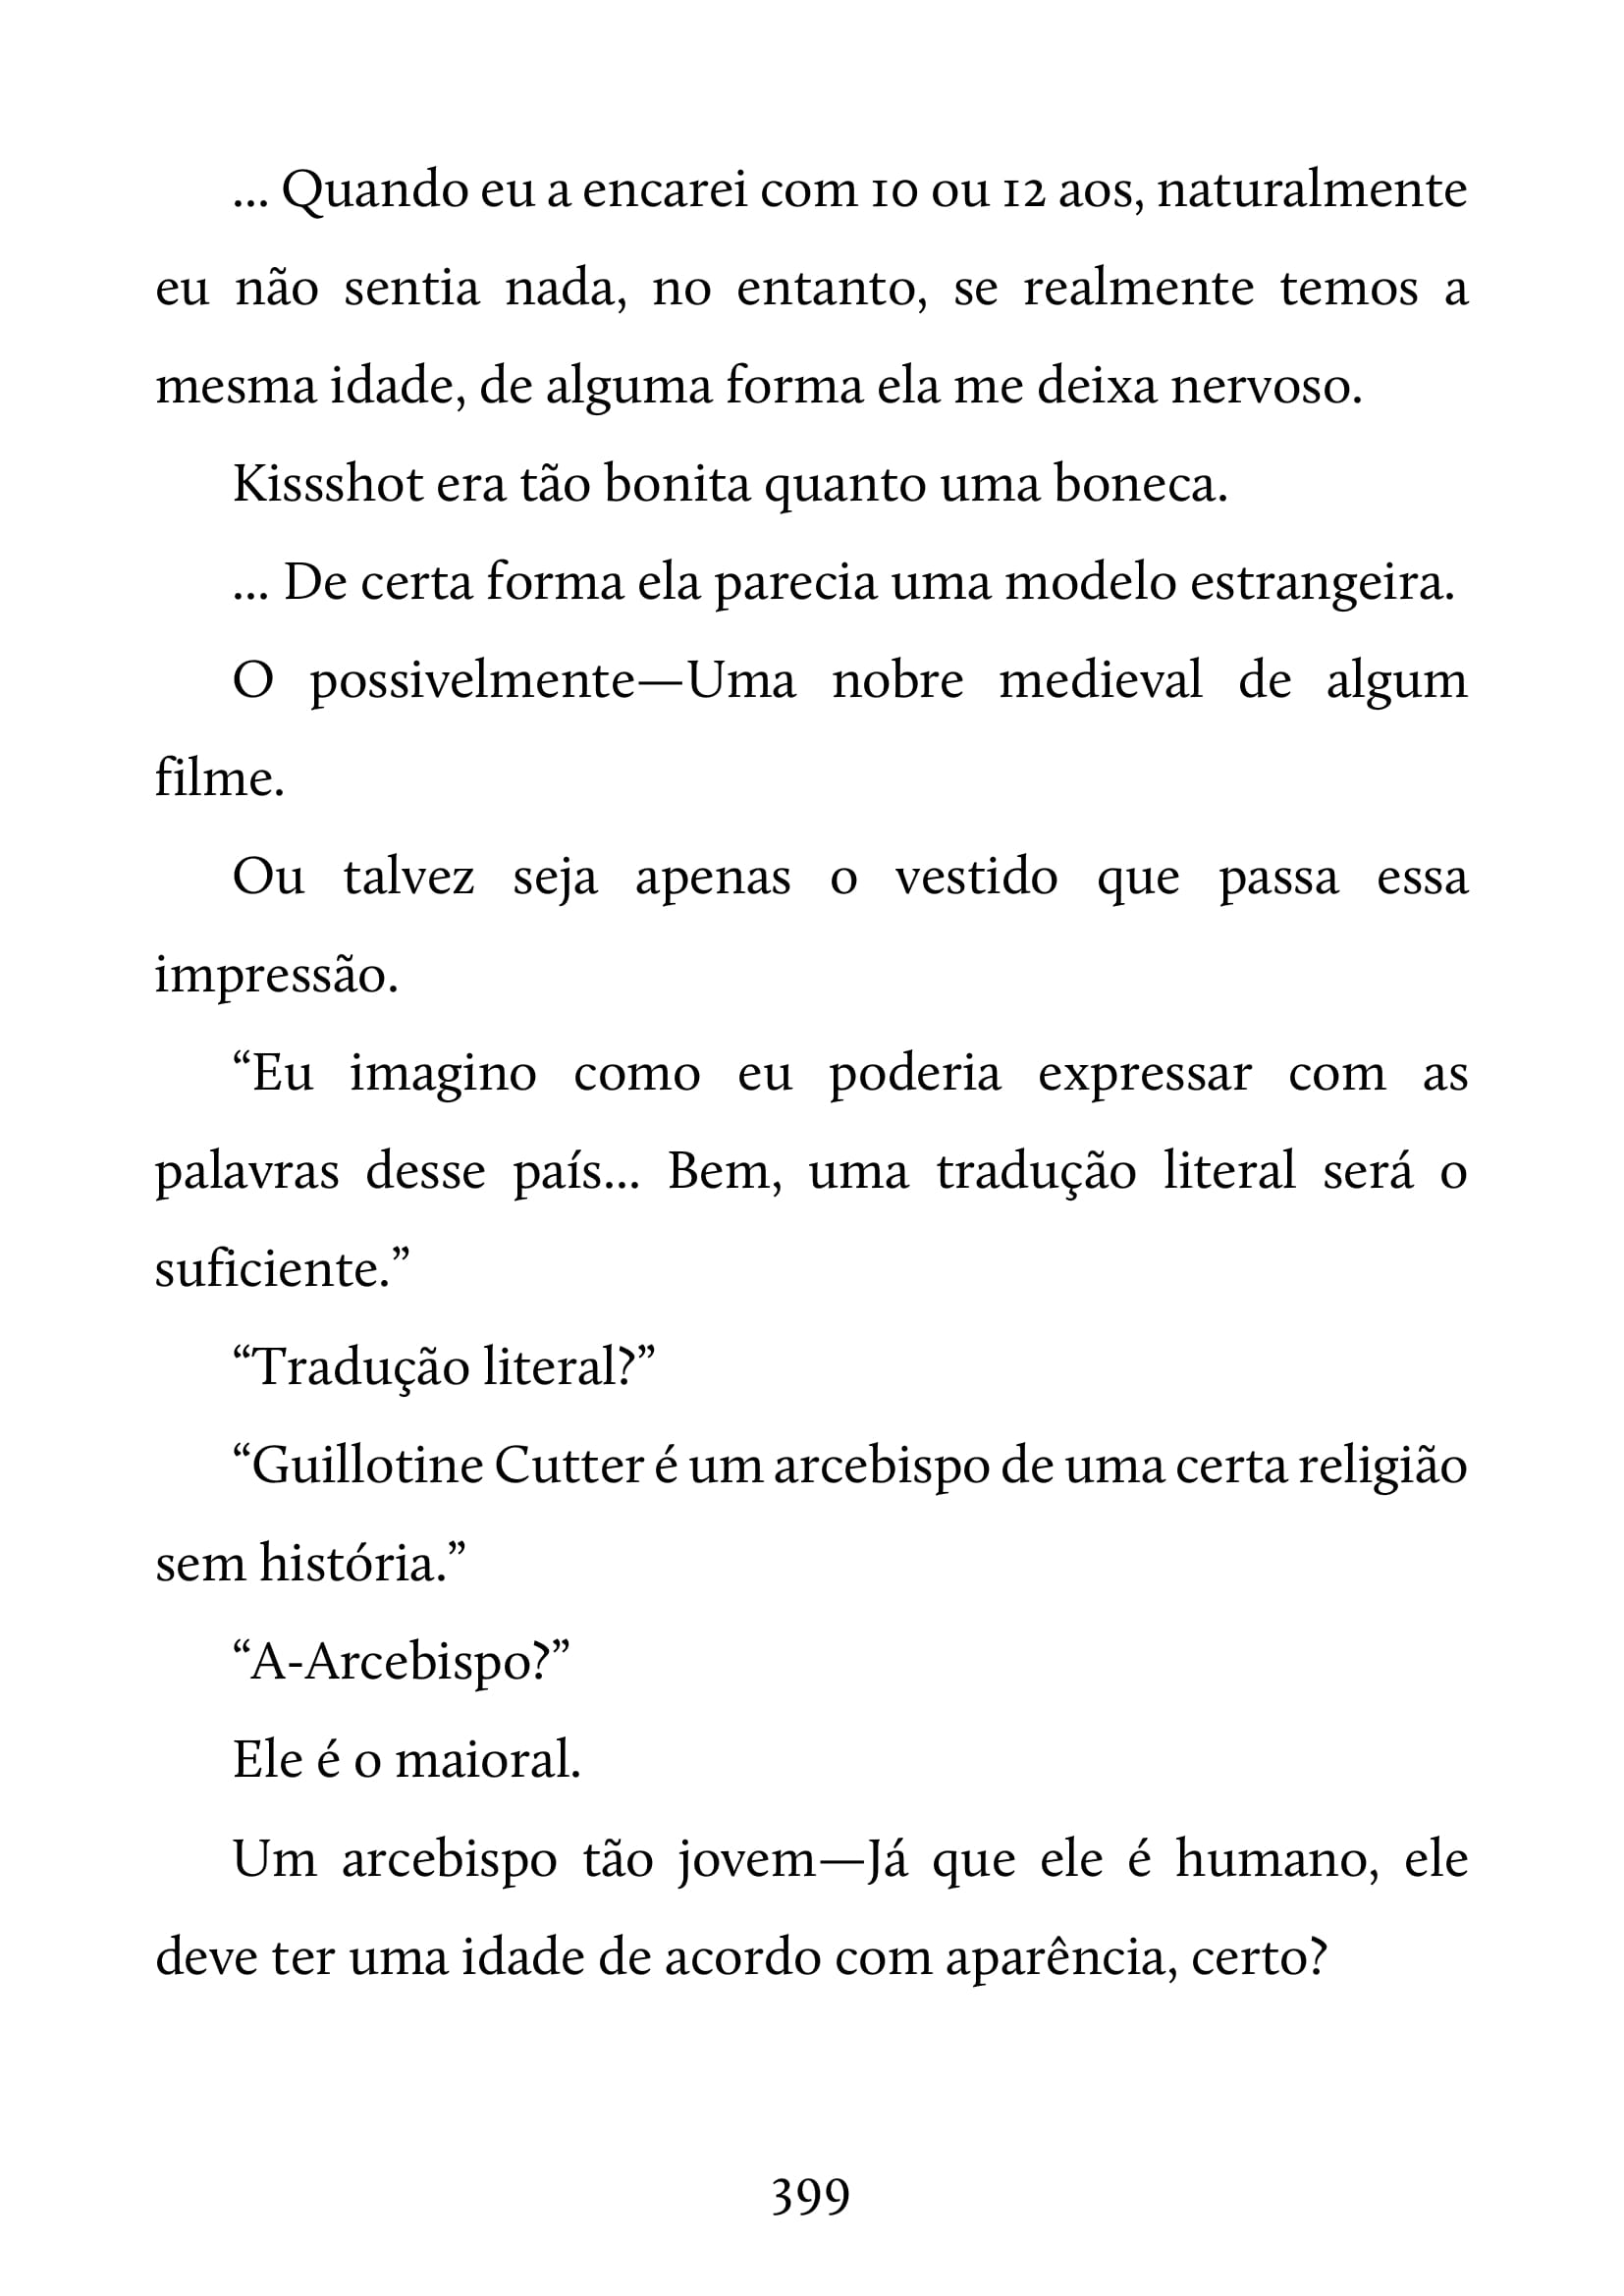 ... Quando eu a encarei com 10 ou 12 aos, naturalmente
eu não sentia nada, no entanto, se realmente temos a
mesma idade, de alguma forma ela me deixa nervoso.
Kissshot era tão bonita quanto uma boneca.
... De certa forma ela parecia uma modelo estrangeira.
O possivelmente—Uma nobre medieval de algum
filme.
Ou talvez seja apenas o vestido que passa essa
impressão.
“Eu imagino como eu poderia expressar com as
palavras desse país... Bem, uma tradução literal será o
suficiente.”
“Tradução literal?”
“Guillotine Cutter é um arcebispo de uma certa religião
sem história.”
“A-Arcebispo?”
Ele é o maioral.
Um arcebispo tão jovem—Já que ele é humano, ele
deve ter uma idade de acordo com aparência, certo?
399